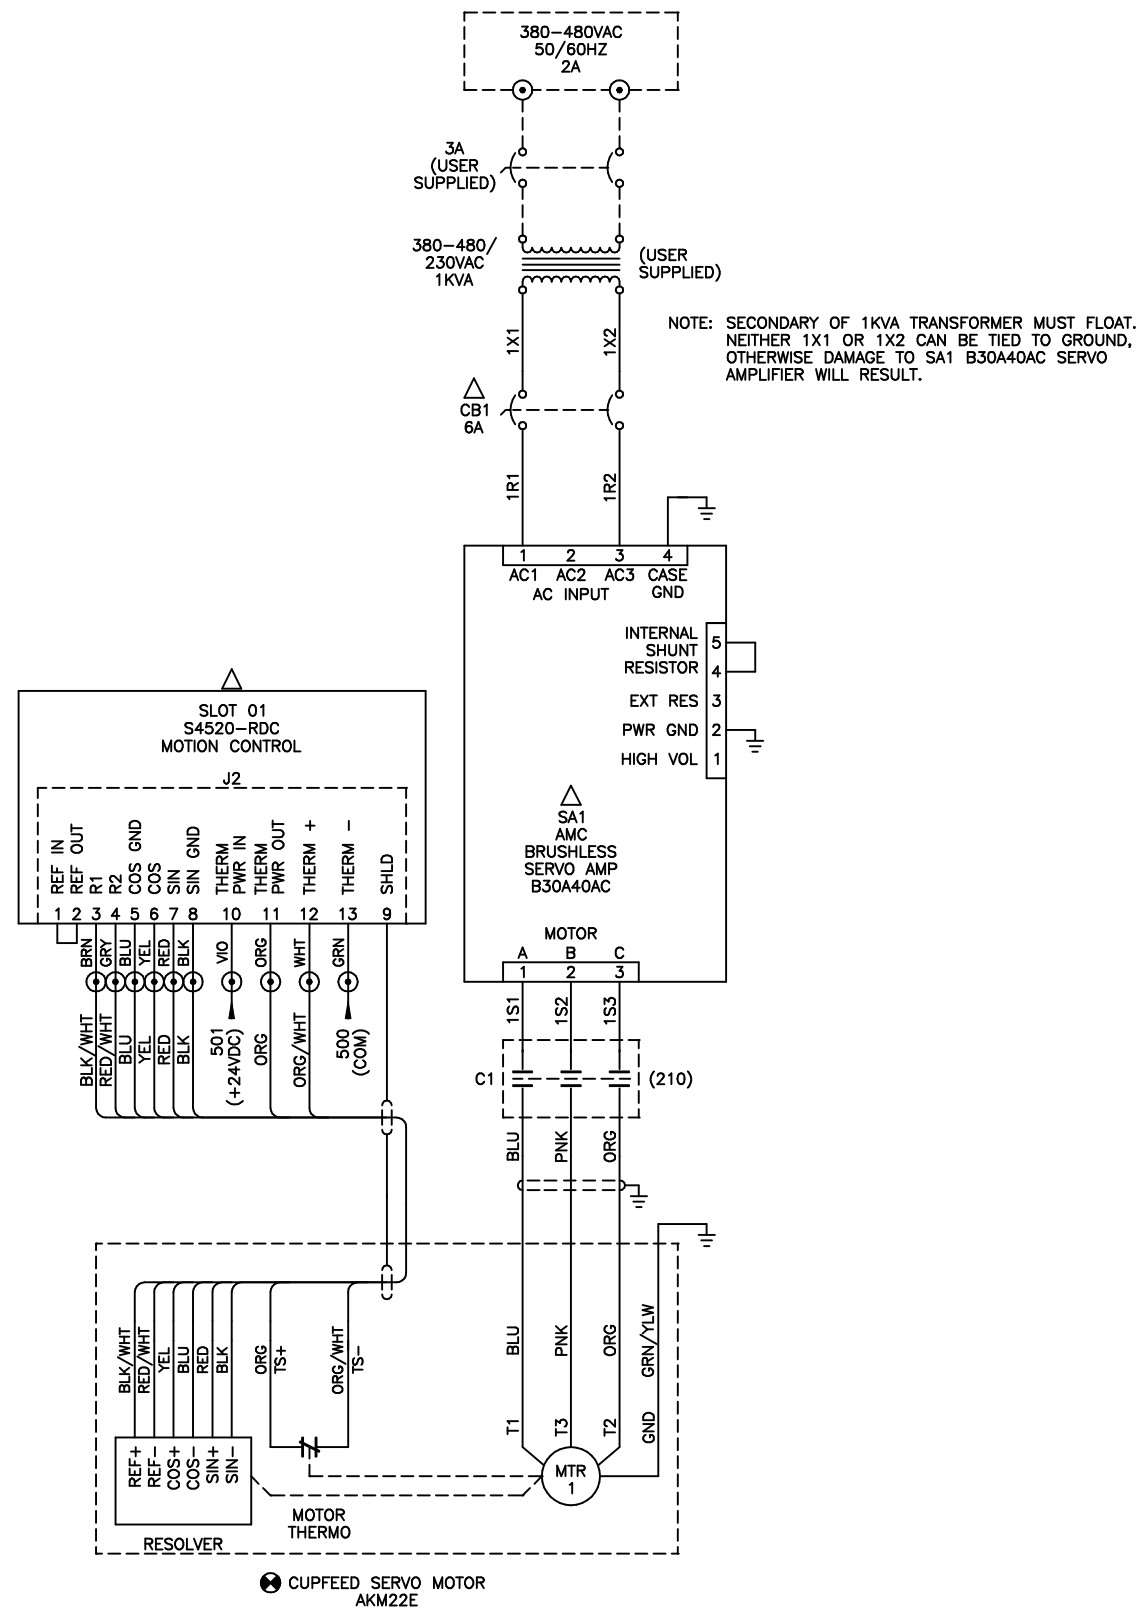 380-480VAC
50/60HZ
2A
3A
(USER
SUPPLIED)
380-480/
230VAC
1KVA
(USER
SUPPLIED)
NOTE: SECONDARY OF 1KVA TRANSFORMER MUST FLOAT.
NEITHER 1X1 OR 1X2 CAN BE TIED TO GROUND,
OTHERWISE DAMAGE TO SA1 B30A40AC SERVO
AMPLIFIER WILL RESULT.
1X1
1X2
CB1
6A
1R1
1R2
1 2 3 4
AC1 AC2 AC3 CASE
GND
AC INPUT
INTERNAL
SHUNT
RESISTOR
5
4
EXT RES 3
PWR GND 2
HIGH VOL 1
SA1
AMC
BRUSHLESS
SERVO AMP
B30A40AC
MOTOR
A B C
1 2 3
1S1
1S2
1S3
C1
(210)
BLU
PNK
ORG
SLOT 01
S4520-RDC
MOTION CONTROL
J2
REF IN
REF OUT
R1
R2
COS GND
COS
SIN
SIN GND
THERM
PWR IN
THERM
PWR OUT
THERM +
THERM -
SHLD
1 2 3 4 5 6 7 8 10 11 12 13 9
BRN
GRY
BLU
YEL
RED
BLK
VIO
ORG
WHT
GRN
BLK/WHT
RED/WHT
BLU
YEL
RED
BLK
501
(+24VDC)
ORG
ORG/WHT
500
(COM)
BLK/WHT
RED/WHT
YEL
BLU
RED
BLK
ORG
TS+
ORG/WHT
TS-
BLU
PNK
ORG
GRN/YLW
T1
T3
T2
GND
REF+
REF-
COS+
COS-
SIN+
SIN-
RESOLVER
MOTOR
THERMO
MTR
1
CUPFEED SERVO MOTOR
AKM22E